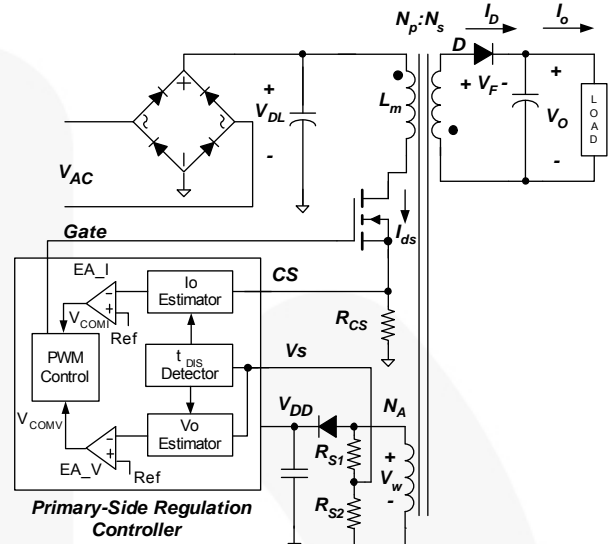 Np:Ns
ID
Io
D
+ VF -
+
VDL
-
Lm
+
VO
-
LOAD
VAC
Gate
Ids
EA_I
CS
Io
Estimator
-
+
VCOMI
Ref
RCS
PWM
Control
tDIS
Detector
Vs
VDD
NA
VCOMV
Vo
Estimator
-
+
EA_V
Ref
RS1
+
Vw
-
RS2
Primary-Side Regulation
Controller